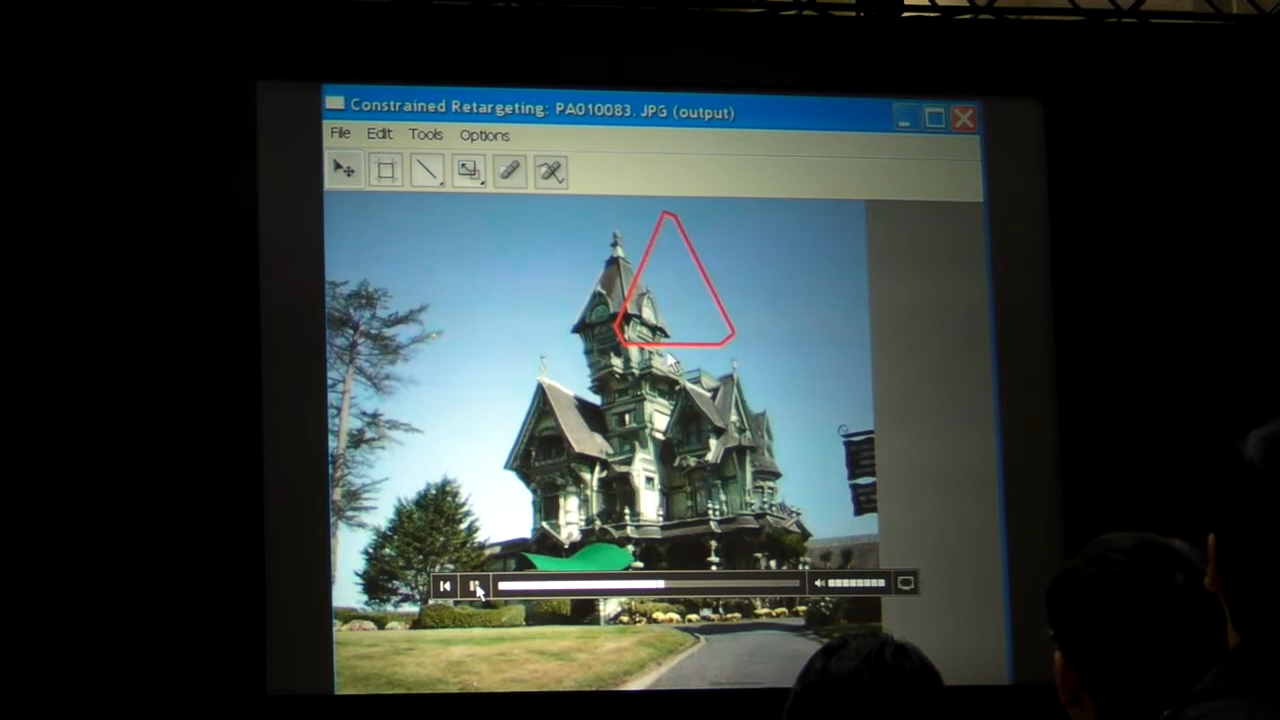 Constrained Retargeting: PA010083. JPG (output)
File Edit Tools Options